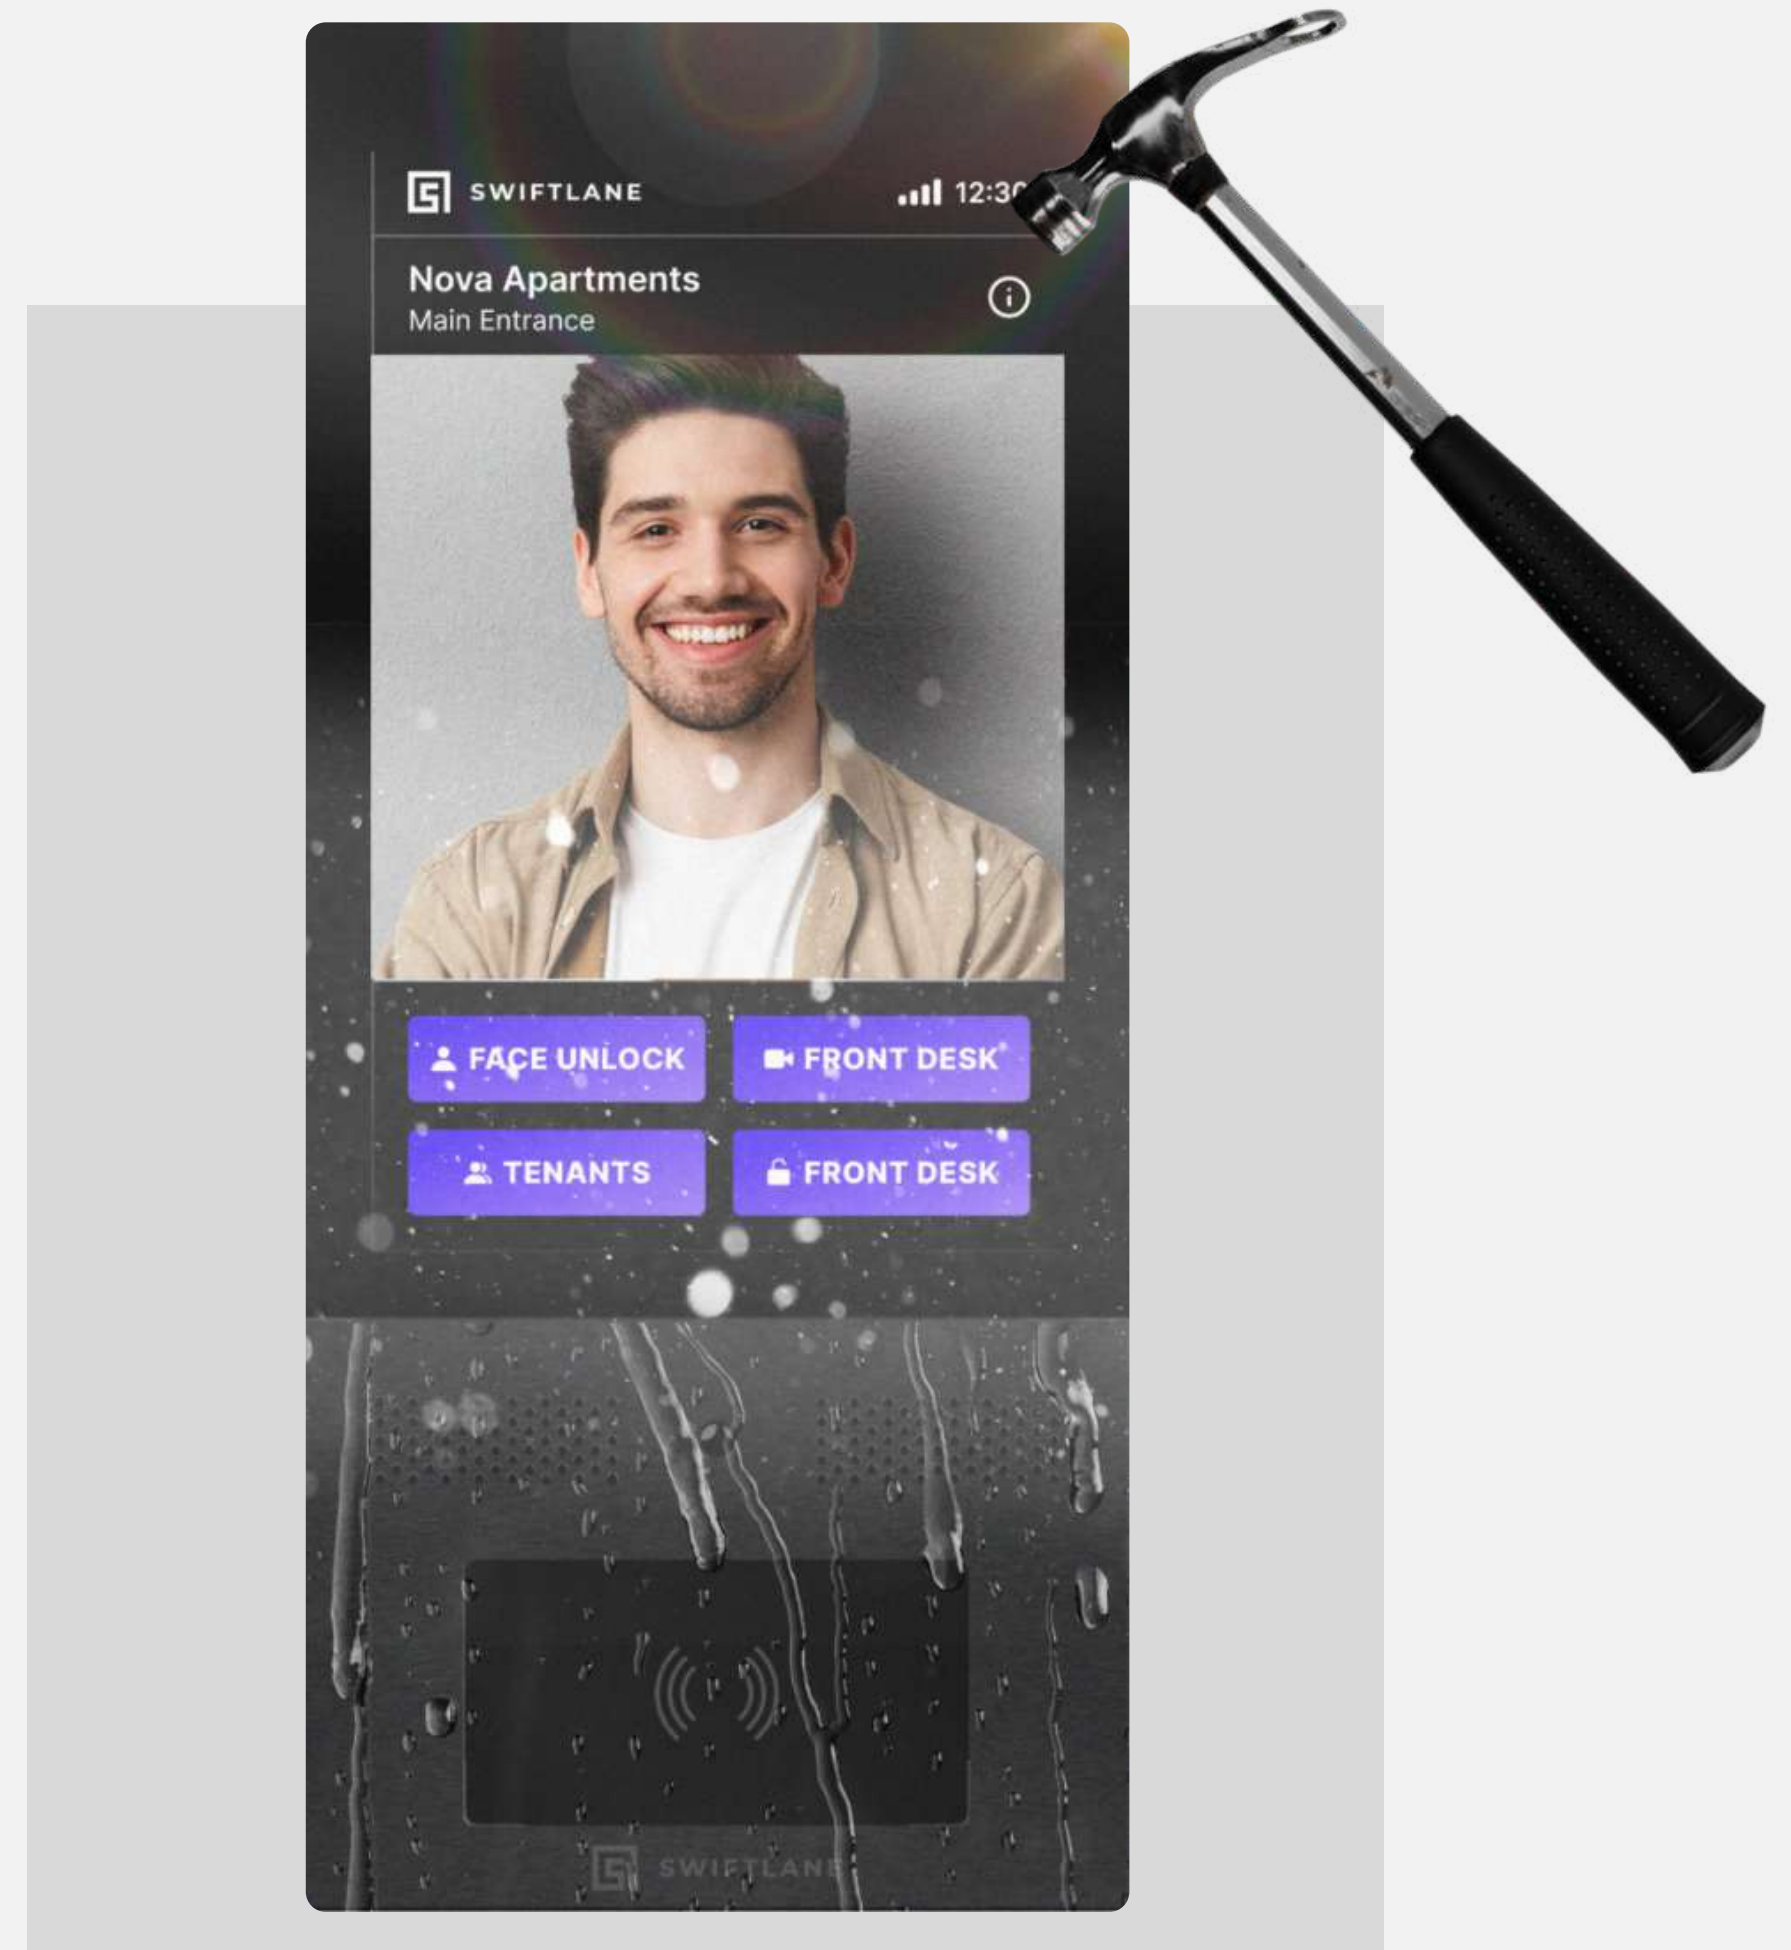 SWIFTLANE
12:30
Nova Apartments
Main Entrance
FACE UNLOCK
FRONT DESK
TENANTS
FRONT DESK
SWIFTLANE